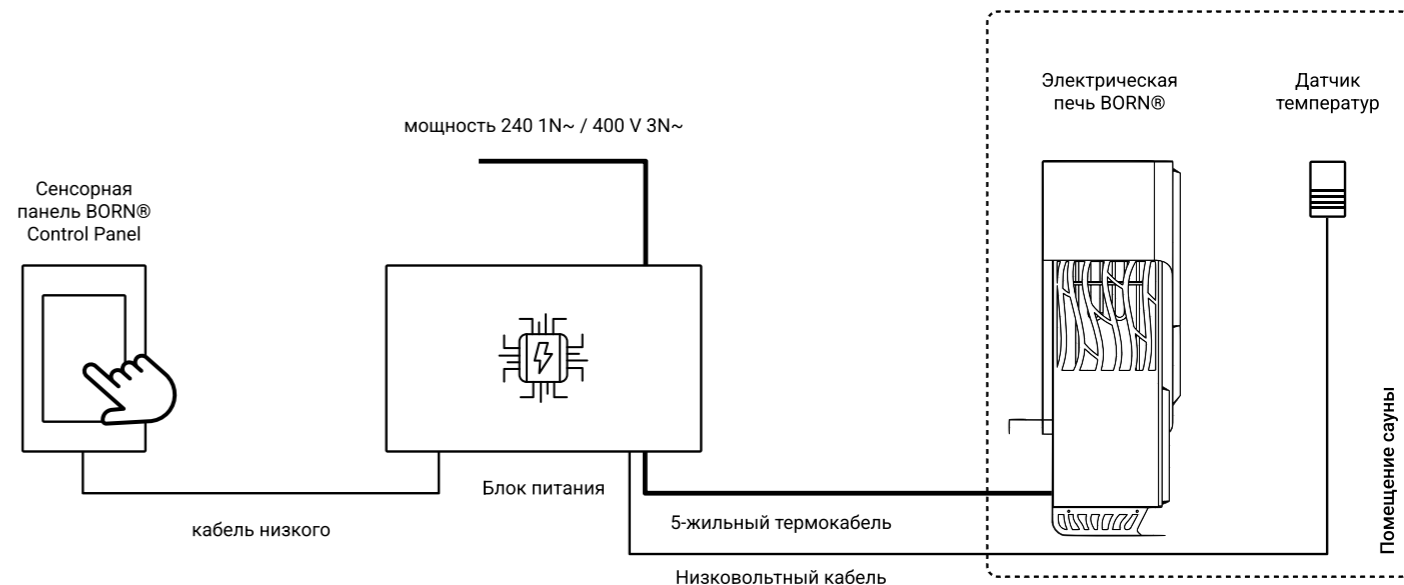 Электрическая
печь BORN®
Датчик
температур
мощность 240 1N~ / 400 V 3N~
Сенсорная
панель BORN®
Control Panel
Блок питания
5-жильный термокабель
кабель низкого
Низковольтный кабель
Помещение сауны